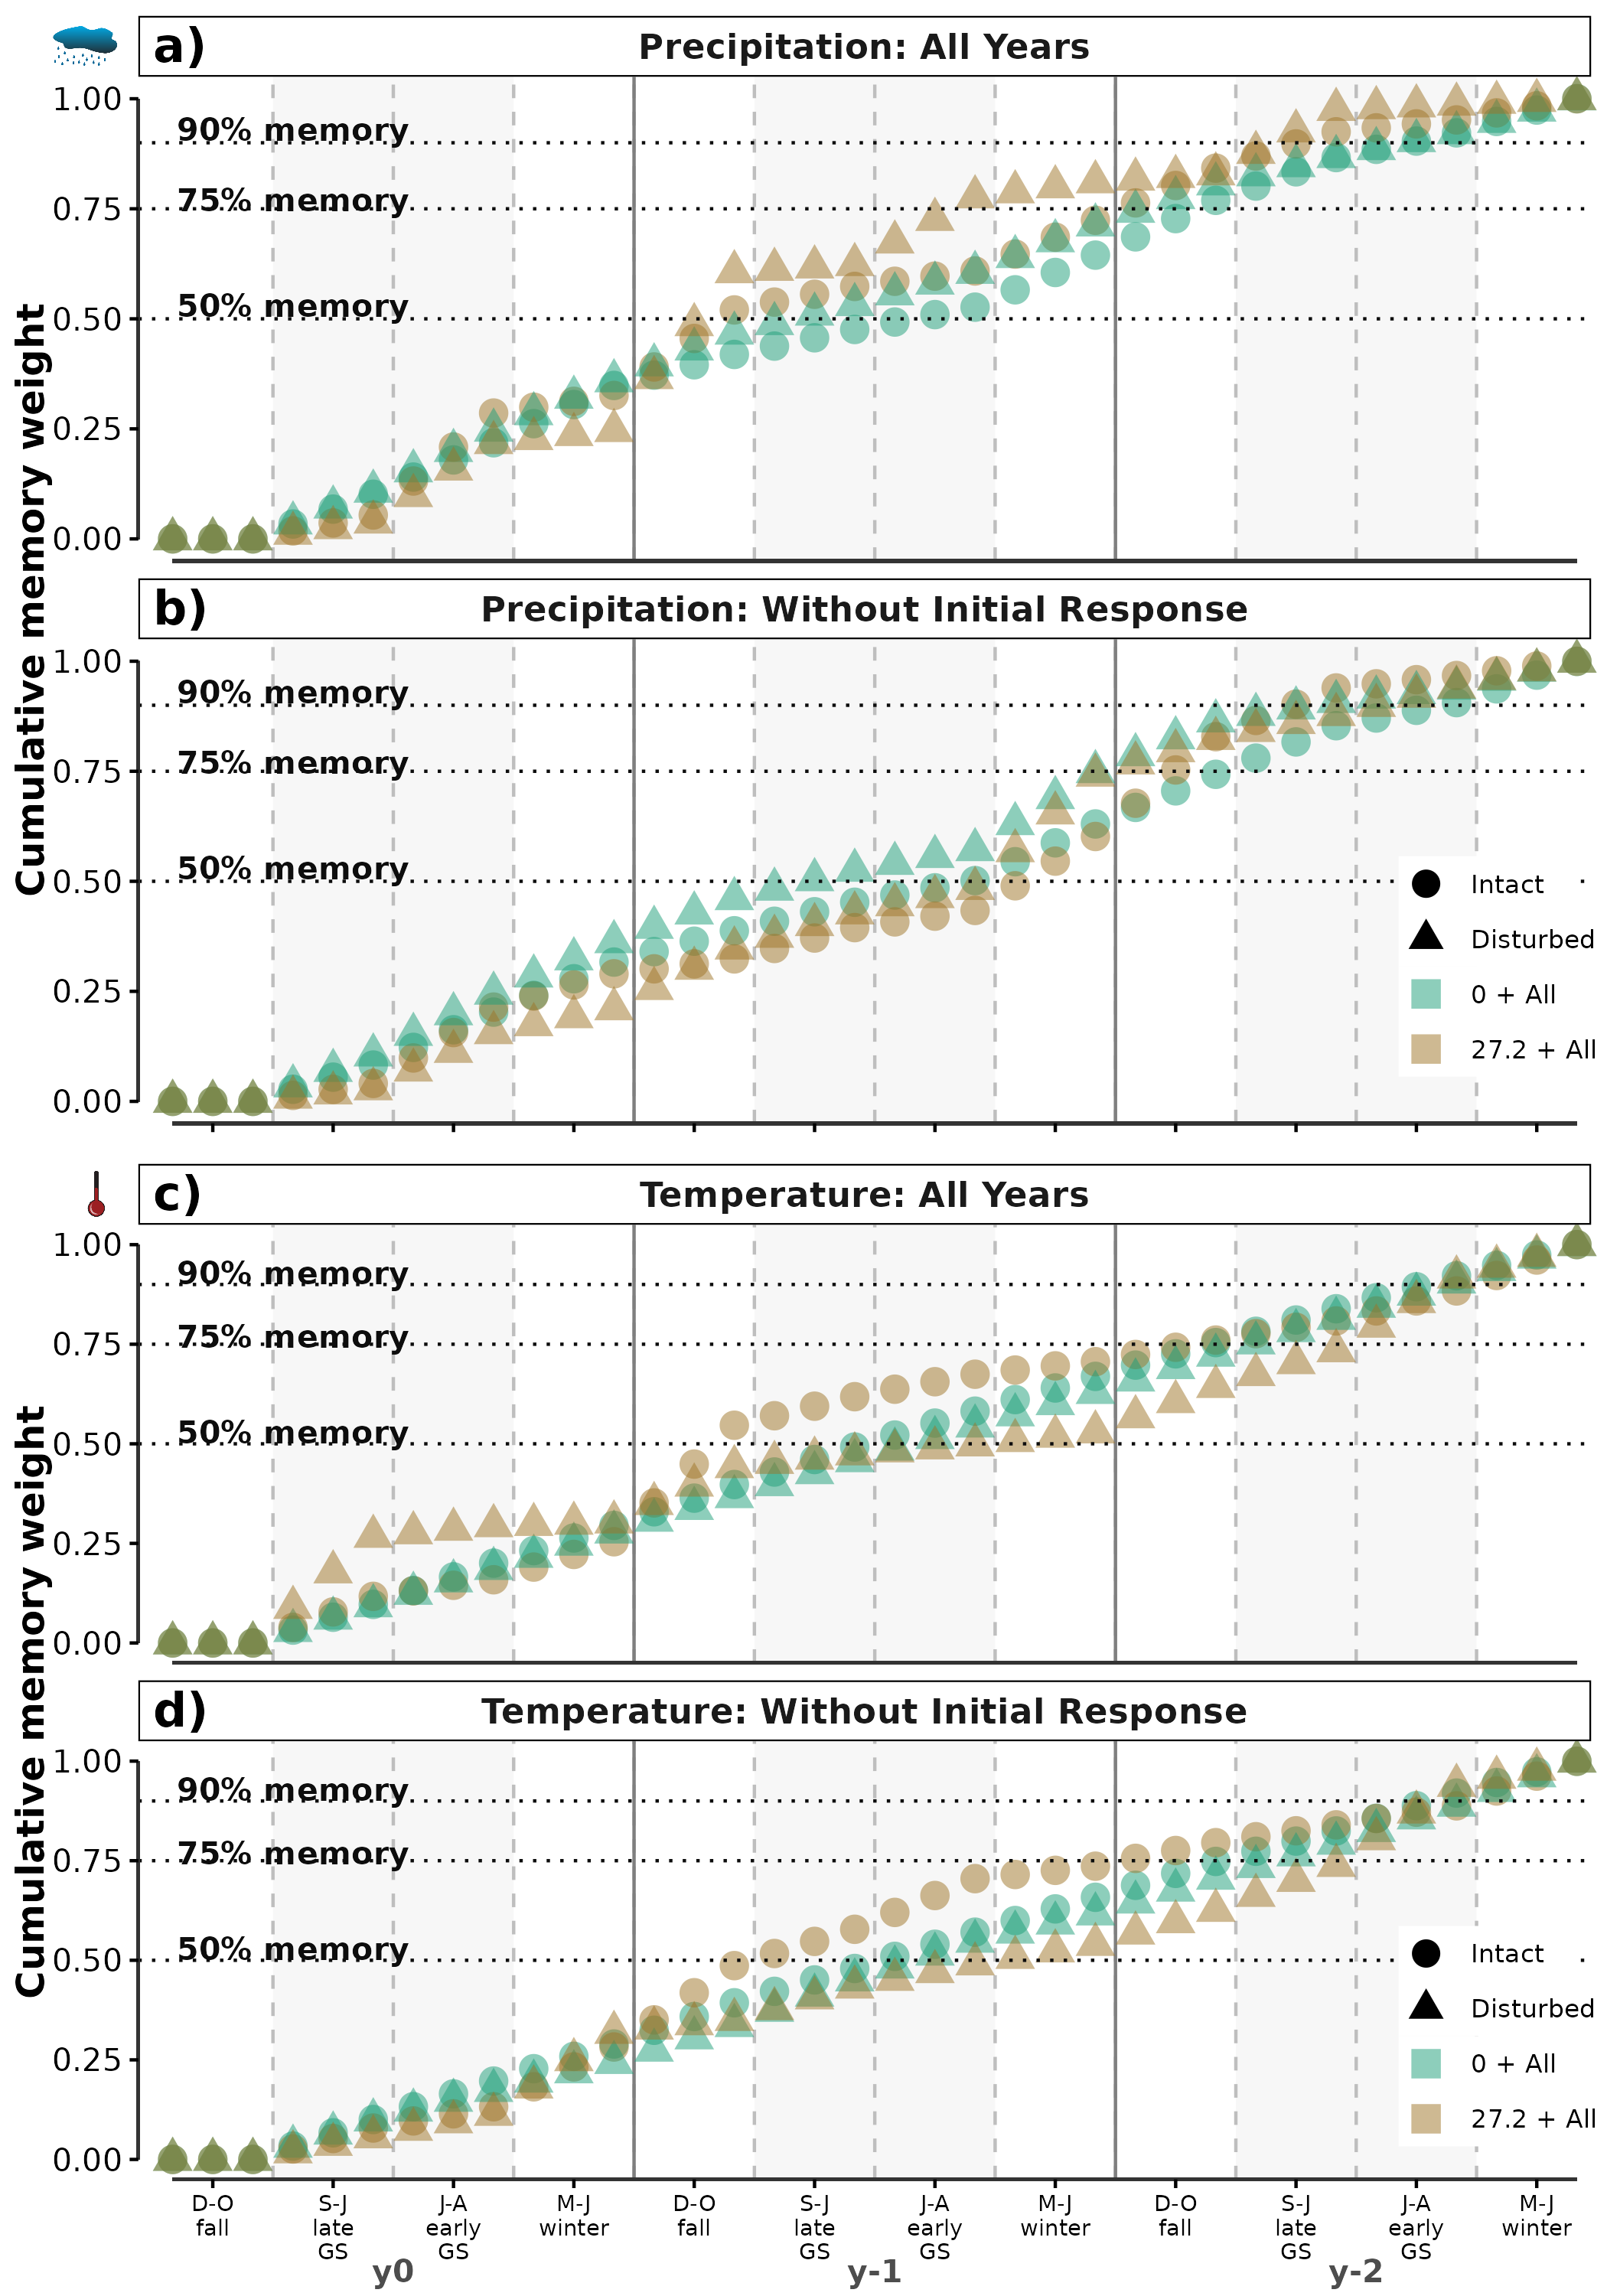 a) Precipitation: All Years
Cumulative memory weight
1.00
90% memory
0.75
75% memory
0.50
50% memory
0.25
0.00
b) Precipitation: Without Initial Response
1.00
90% memory
0.75
75% memory
0.50
50% memory
0.25
0.00
Intact
Disturbed
0 + All
27.2 + All
c) Temperature: All Years
Cumulative memory weight
1.00
90% memory
0.75
75% memory
0.50
50% memory
0.25
0.00
d) Temperature: Without Initial Response
1.00
90% memory
0.75
75% memory
0.50
50% memory
0.25
0.00
Intact
Disturbed
0 + All
27.2 + All
D-O S-J J-A M-J D-O S-J J-A M-J D-O S-J J-A M-J
fall late early winter fall late early winter fall late early winter
GS GS GS GS GS GS
y0 y-1 y-2